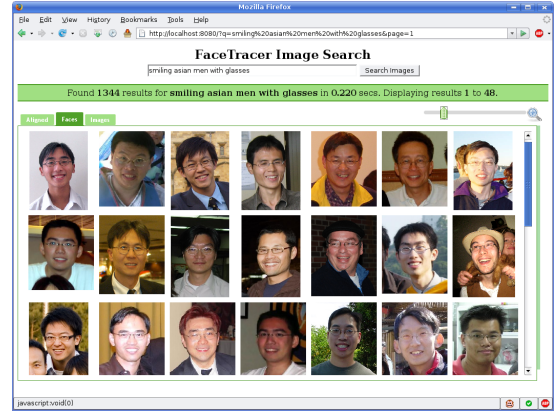 Mozilla Firefox
File Edit View History Bookmarks Tools Help
http://localhost:8080/?q=smiling%20asian%20men%20with%20glasses&page=1
FaceTracer Image Search
smiling asian men with glasses Search Images
Found 1344 results for smiling asian men with glasses in 0.220 secs. Displaying results 1 to 48.
Aligned Faces Images
javascript:void(0)